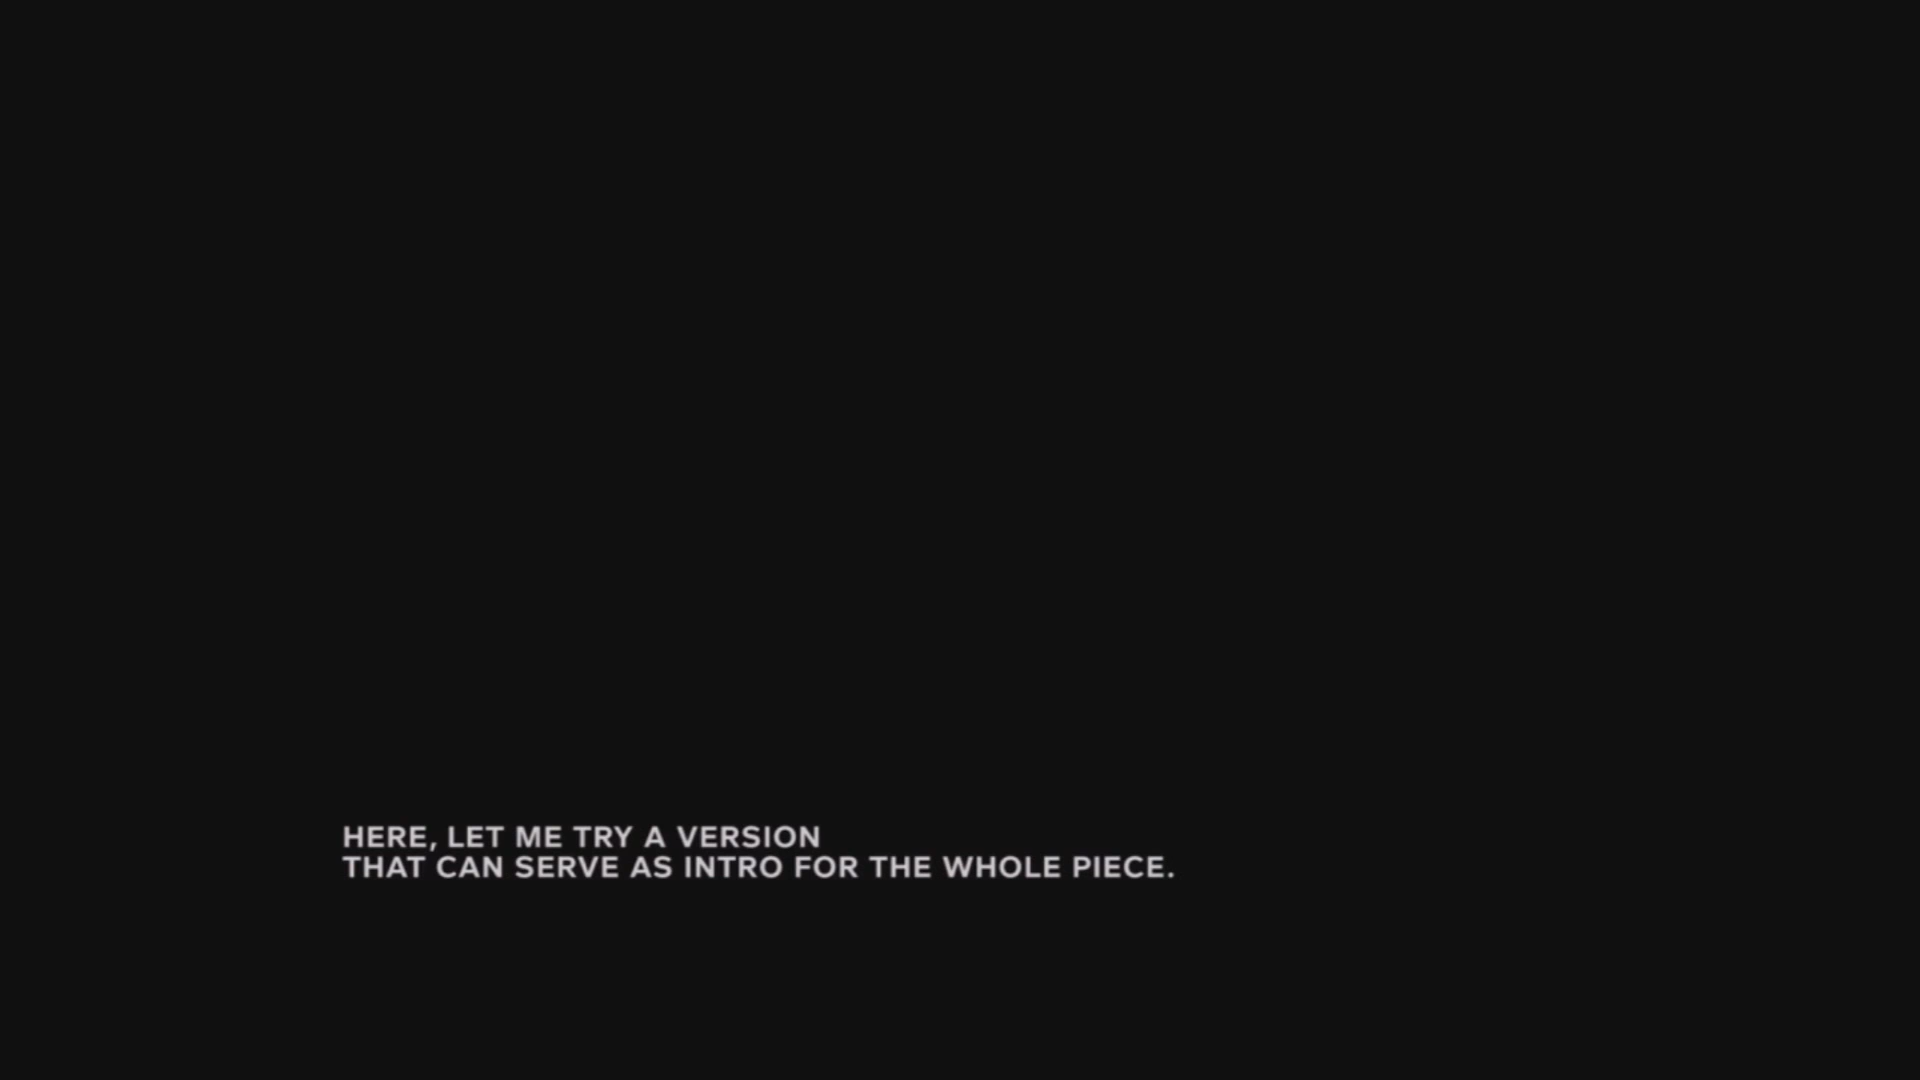 HERE, LET ME TRY A VERSION
THAT CAN SERVE AS INTRO FOR THE WHOLE PIECE.